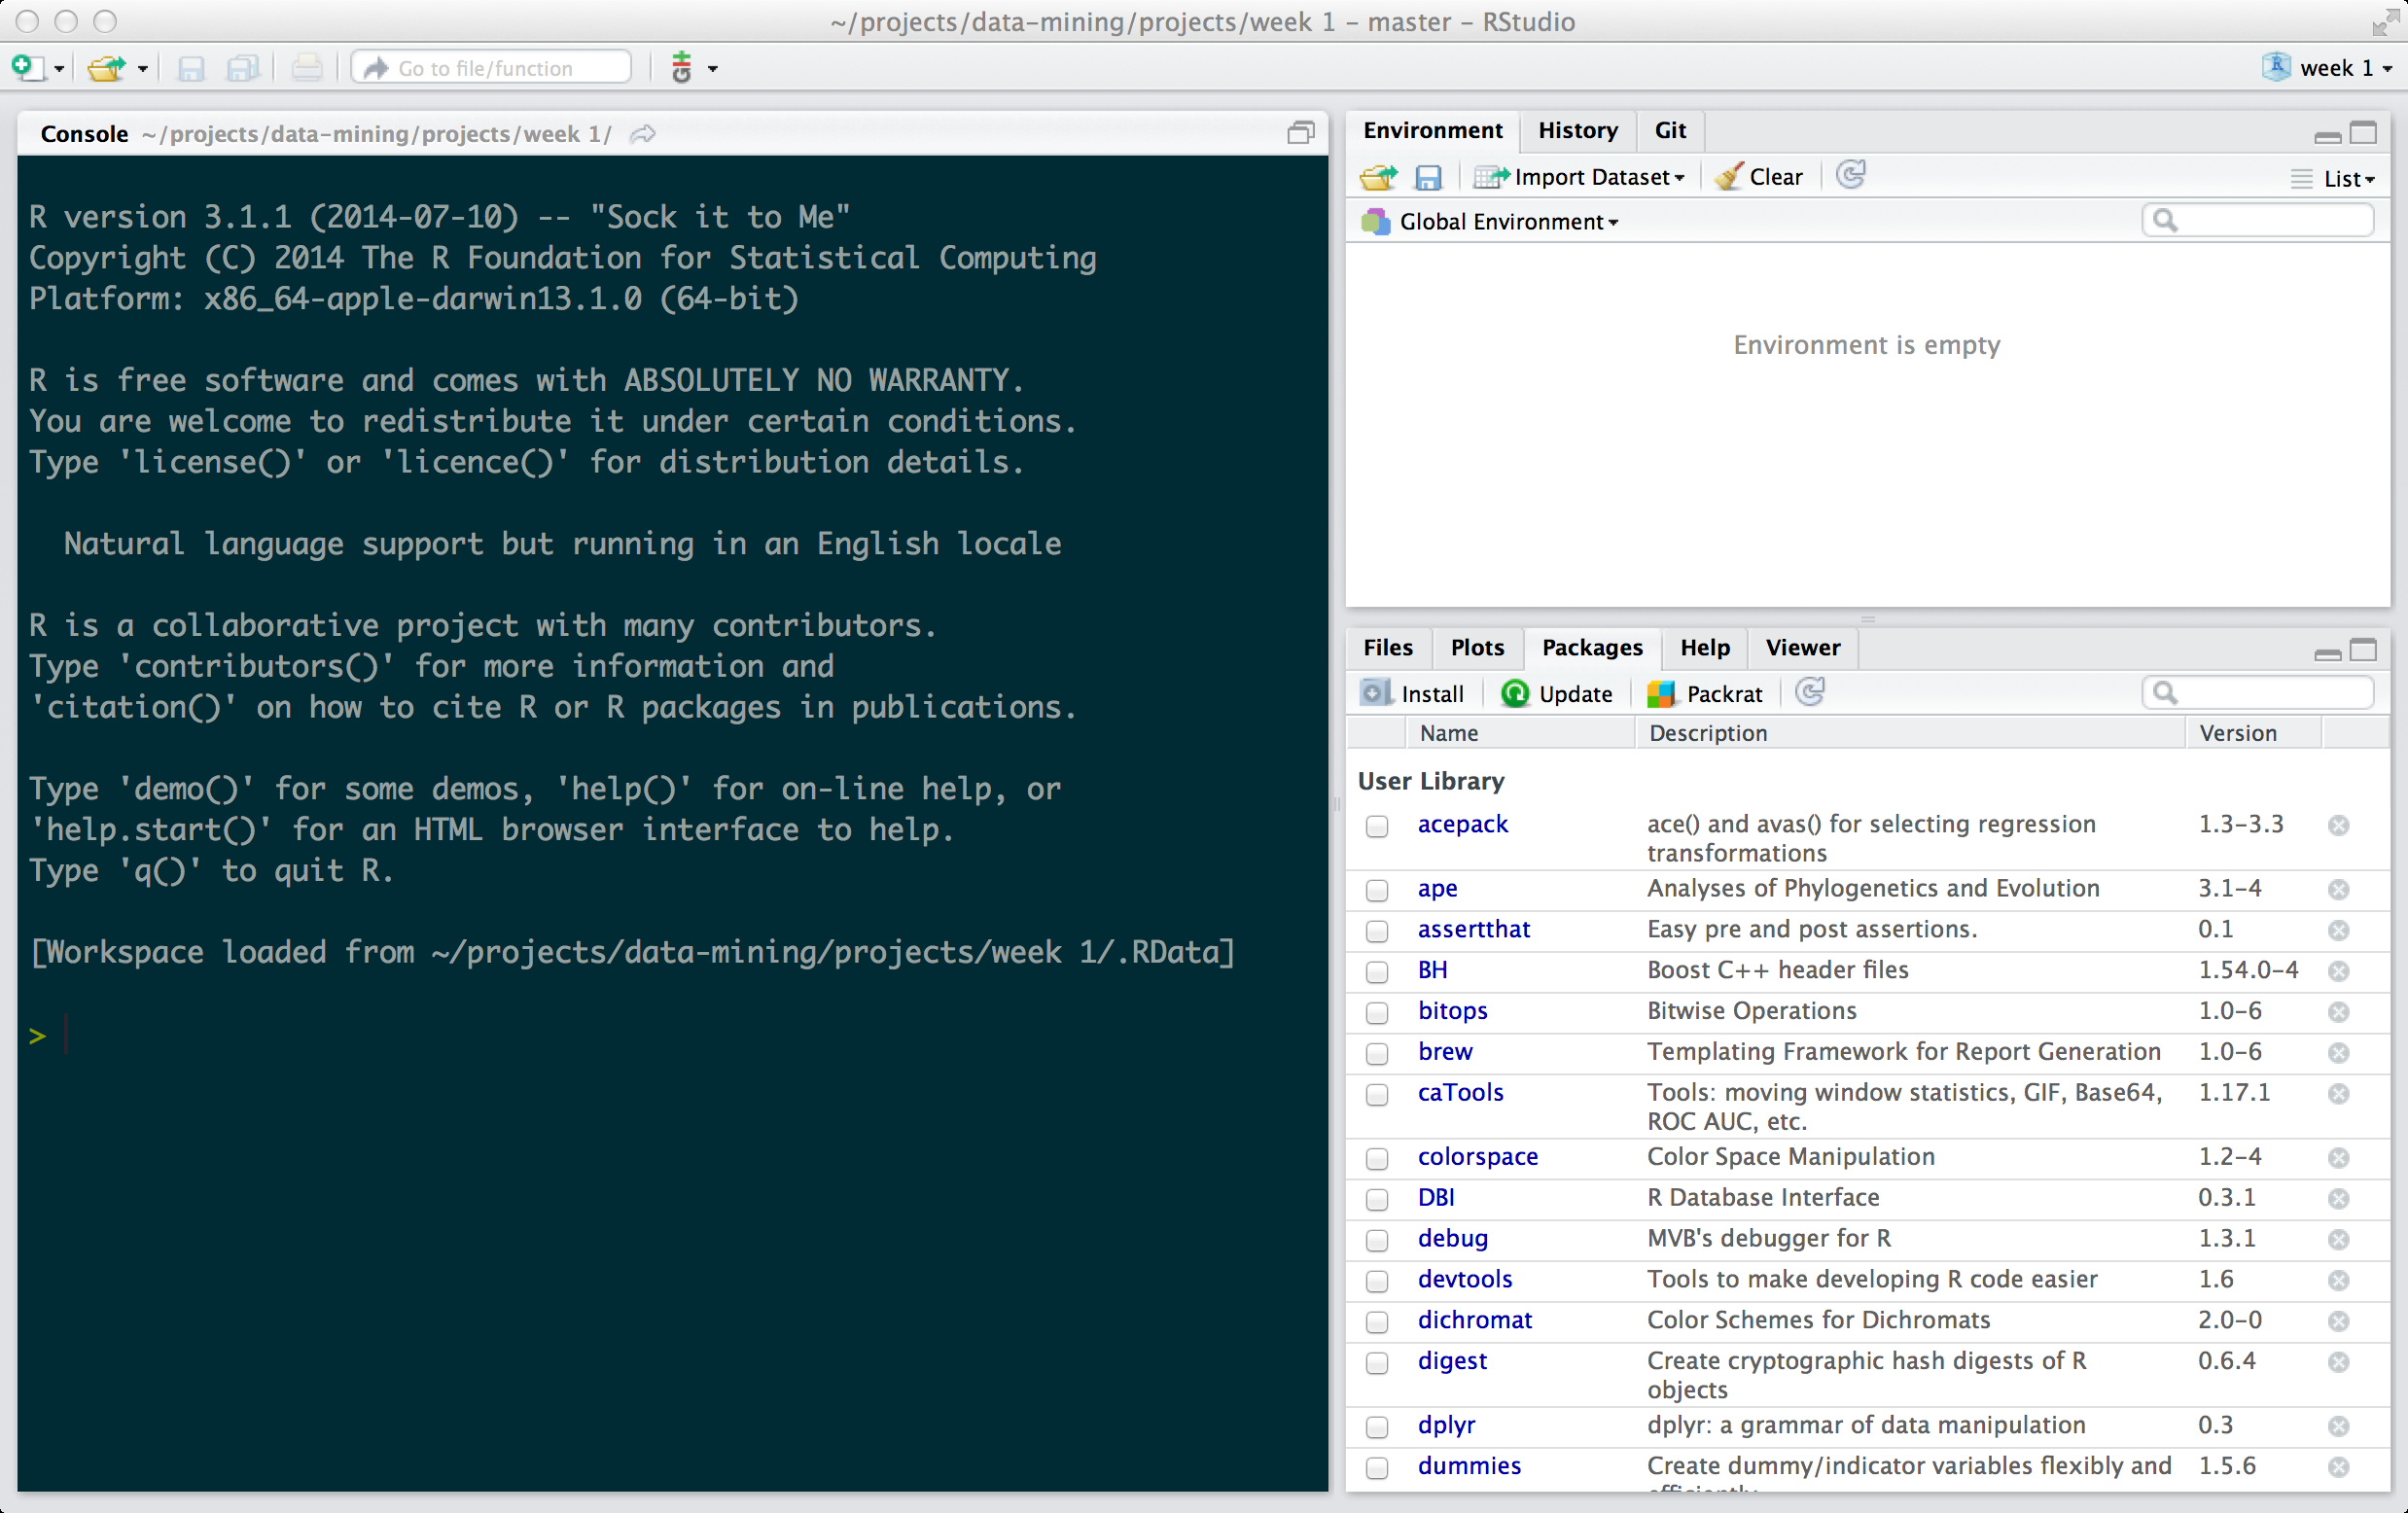 ~/projects/data-mining/projects/week 1 - master - RStudio
Go to file/function
week 1
Console ~/projects/data-mining/projects/week 1/
R version 3.1.1 (2014-07-10) -- "Sock it to Me"
Copyright (C) 2014 The R Foundation for Statistical Computing
Platform: x86_64-apple-darwin13.1.0 (64-bit)
R is free software and comes with ABSOLUTELY NO WARRANTY.
You are welcome to redistribute it under certain conditions.
Type 'license()' or 'licence()' for distribution details.
Natural language support but running in an English locale
R is a collaborative project with many contributors.
Type 'contributors()' for more information and
'citation()' on how to cite R or R packages in publications.
Type 'demo()' for some demos, 'help()' for on-line help, or
'help.start()' for an HTML browser interface to help.
Type 'q()' to quit R.
[Workspace loaded from ~/projects/data-mining/projects/week 1/.RData]
>
Environment History Git
Import Dataset Clear List
Global Environment
Environment is empty
Files Plots Packages Help Viewer
Install Update Packrat
Name Description Version
User Library
acepack ace() and avas() for selecting regression 1.3-3.3
transformations
ape Analyses of Phylogenetics and Evolution 3.1-4
assertthat Easy pre and post assertions. 0.1
BH Boost C++ header files 1.54.0-4
bitops Bitwise Operations 1.0-6
brew Templating Framework for Report Generation 1.0-6
caTools Tools: moving window statistics, GIF, Base64, 1.17.1
ROC AUC, etc.
colorspace Color Space Manipulation 1.2-4
DBI R Database Interface 0.3.1
debug MVB's debugger for R 1.3.1
devtools Tools to make developing R code easier 1.6
dichromat Color Schemes for Dichromats 2.0-0
digest Create cryptographic hash digests of R 0.6.4
objects
dplyr dplyr: a grammar of data manipulation 0.3
dummies Create dummy/indicator variables flexibly and 1.5.6